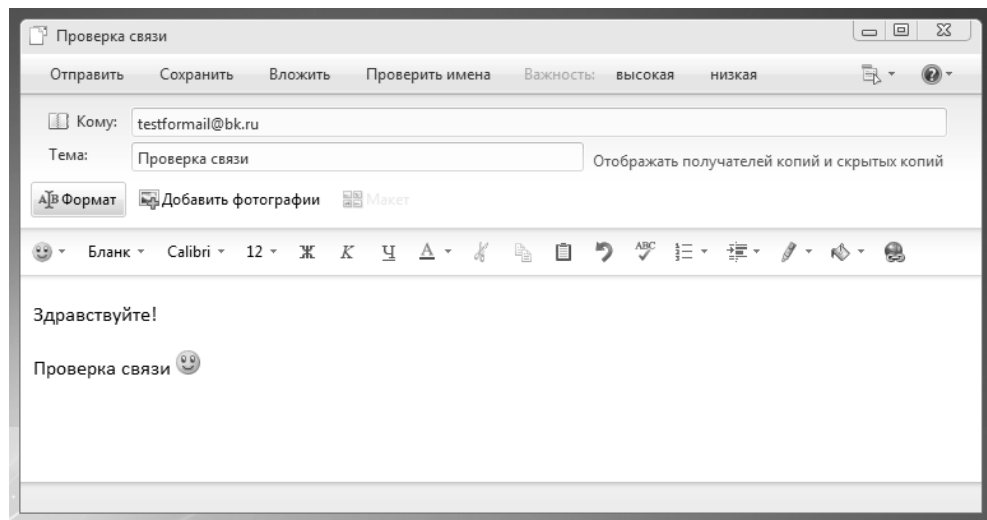 Проверка связи
Отправить Сохранить Вложить Проверить имена Важность: высокая низкая
Кому: testformail@bk.ru
Тема: Проверка связи Отображать получателей копий и скрытых копий
A]B Формат Добавить фотографии Макет
Бланк Calibri 12 Ж К Ч A ABC
Здравствуйте!
Проверка связи